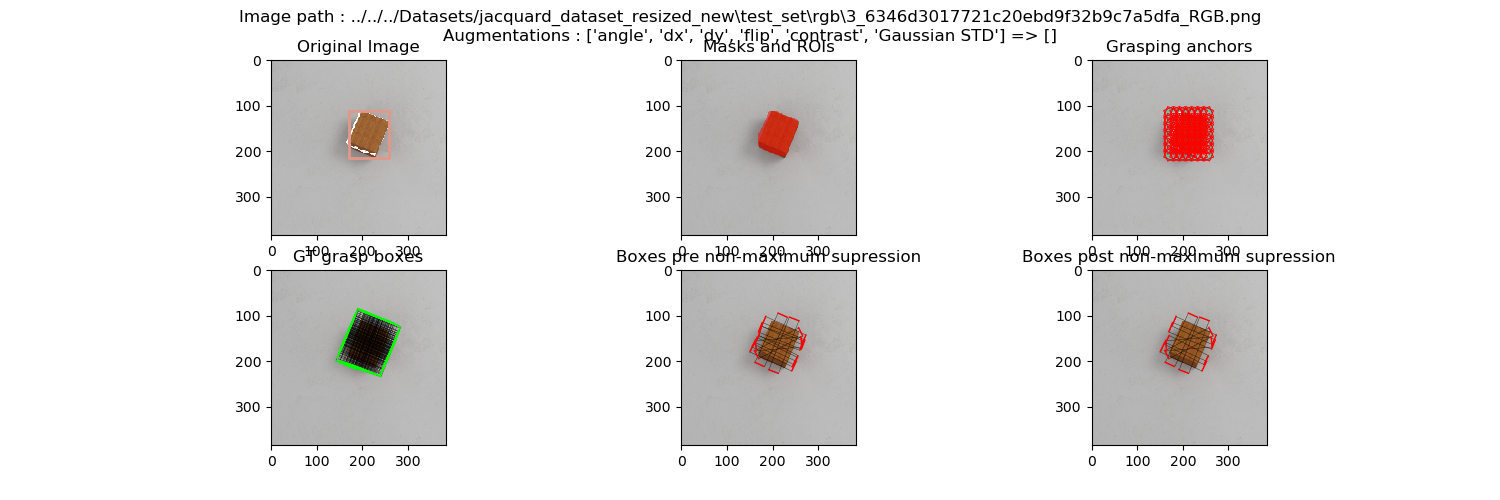 Image path : ../../../Datasets/jacquard_dataset_resized_new\test_set\rgb\3_6346d3017721c20ebd9f32b9c7a5dfa_RGB.png
Augmentations : ['angle', 'dx', 'dy', 'flip', 'contrast', 'Gaussian STD'] => []
Original Image
0
100
200
300
0 100 200 300
Masks and ROIs
0
100
200
300
0 100 200 300
Grasping anchors
0
100
200
300
0 100 200 300
GT grasp boxes
0
100
200
300
0 100 200 300
Boxes pre non-maximum supression
0
100
200
300
0 100 200 300
Boxes post non-maximum supression
0
100
200
300
0 100 200 300